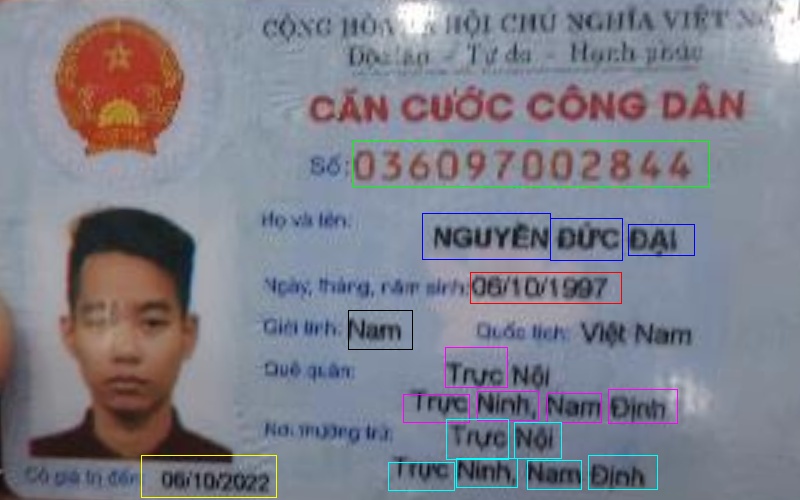 CỘNG HÒA XÃ HỘI CHỦ NGHĨA VIỆT
Độc lập - Tự do - Hạnh phúc
CĂN CƯỚC CÔNG DÂN
Số: 036097002844
Họ và tên:
NGUYỄN ĐỨC ĐẠI
Ngày, tháng, năm sinh: 06/10/1997
Giới tính: Nam Quốc tịch: Việt Nam
Quê quán: Trực Nội
Trực Ninh, Nam Định
Nơi thường trú: Trực Nội
Trực Ninh, Nam Định
Có giá trị đến: 06/10/2022